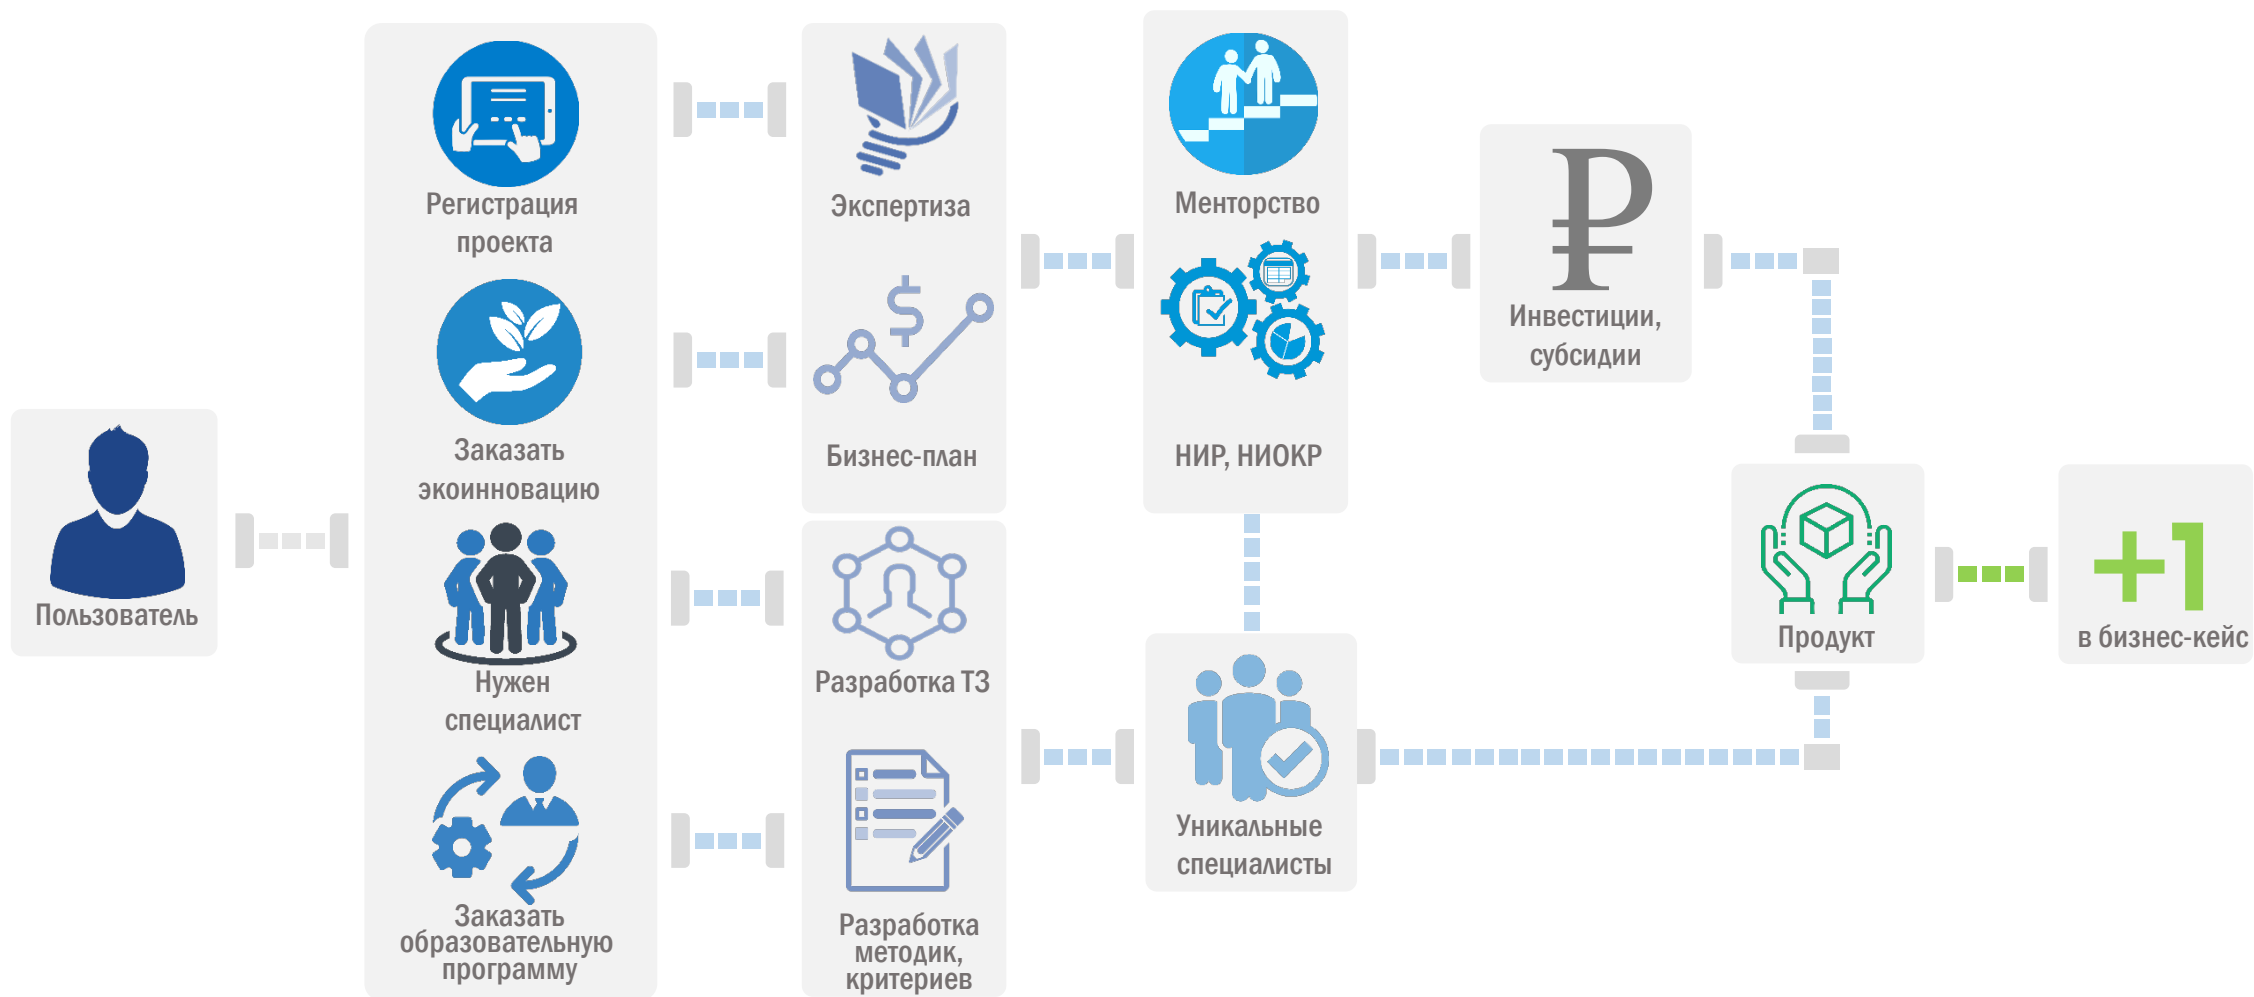 Пользователь
Регистрация
проекта
Заказать
экоинновацию
Нужен
специалист
Заказать
образовательную
программу
Экспертиза
$
Бизнес-план
Разработка ТЗ
Разработка
методик,
критериев
Менторство
НИР, НИОКР
Уникальные
специалисты
₽
Инвестиции,
субсидии
Продукт
+1
в бизнес-кейс